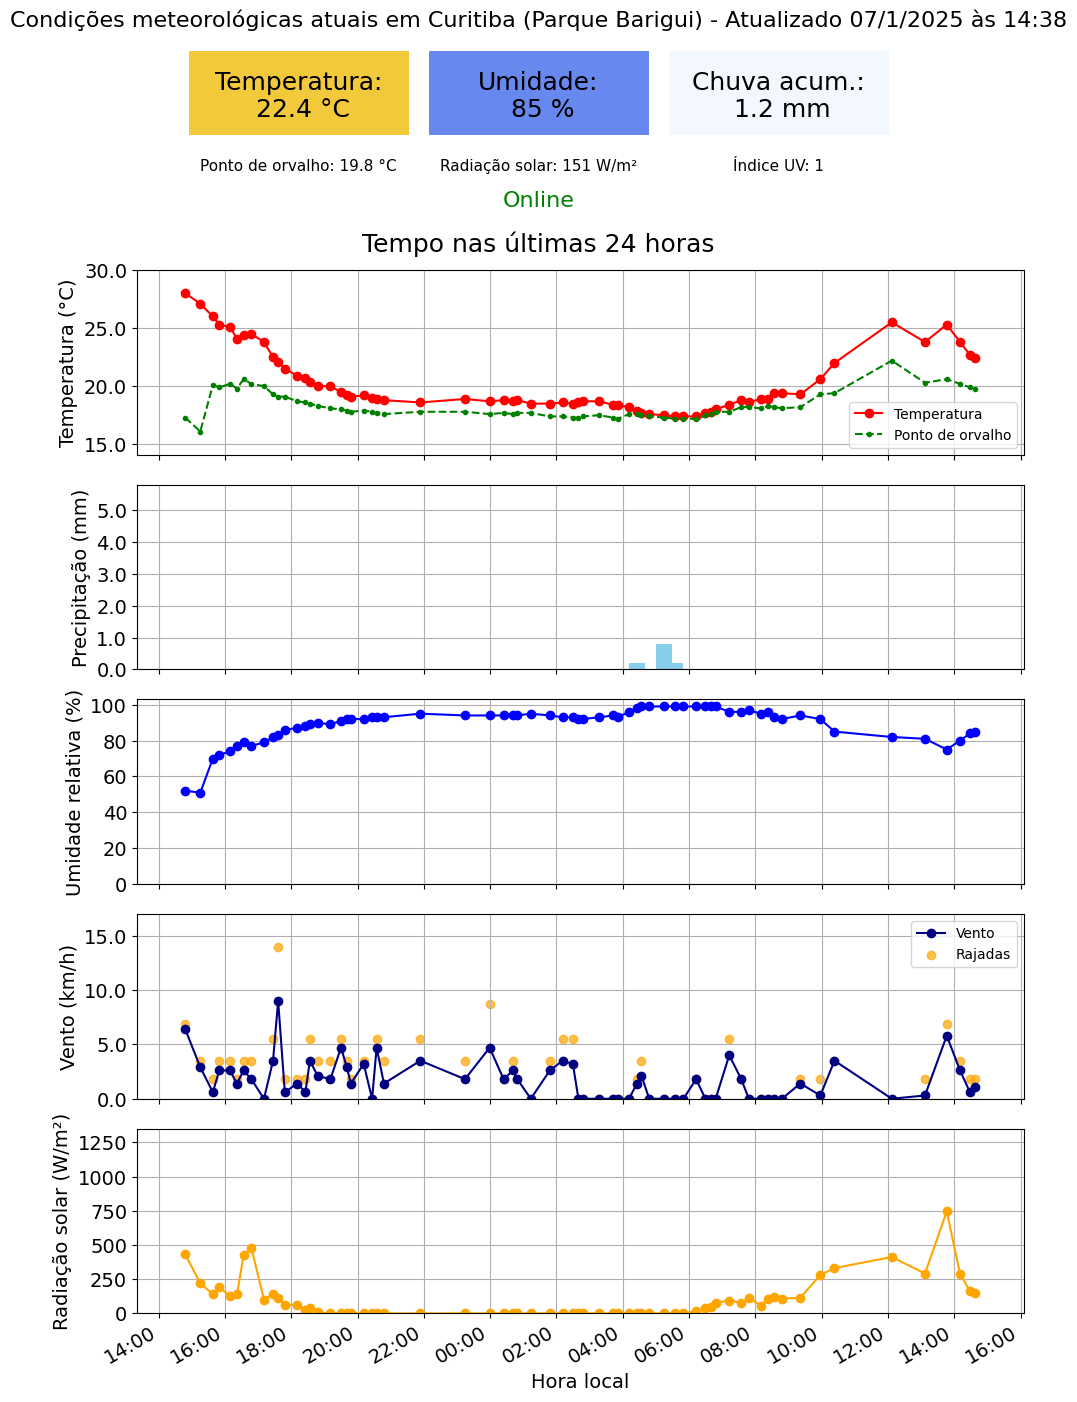 Condições meteorológicas atuais em Curitiba (Parque Barigui) - Atualizado 07/1/2025 às 14:38
Temperatura:
22.4 °C
Umidade:
85 %
Chuva acum.:
1.2 mm
Ponto de orvalho: 19.8 °C
Radiação solar: 151 W/m²
Índice UV: 1
Online
Tempo nas últimas 24 horas
Temperatura (°C)
30.0
25.0
20.0
15.0
Temperatura
Ponto de orvalho
Precipitação (mm)
5.0
4.0
3.0
2.0
1.0
0.0
Umidade relativa (%)
100
80
60
40
20
0
Vento (km/h)
15.0
10.0
5.0
0.0
Vento
Rajadas
Radiação solar (W/m²)
1250
1000
750
500
250
0
14:00
16:00
18:00
20:00
22:00
00:00
02:00
04:00
06:00
08:00
10:00
12:00
14:00
16:00
Hora local